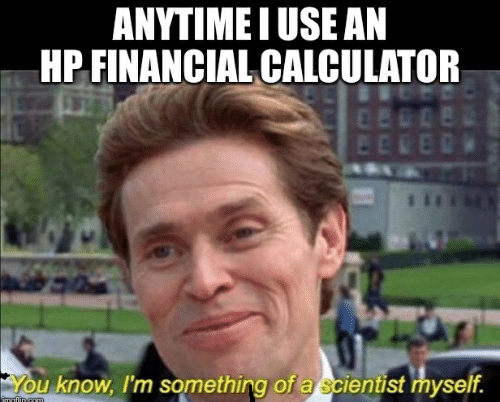 ANYTIME I USE AN
HP FINANCIAL CALCULATOR
You know, I'm something of a scientist myself.
imgflip.com